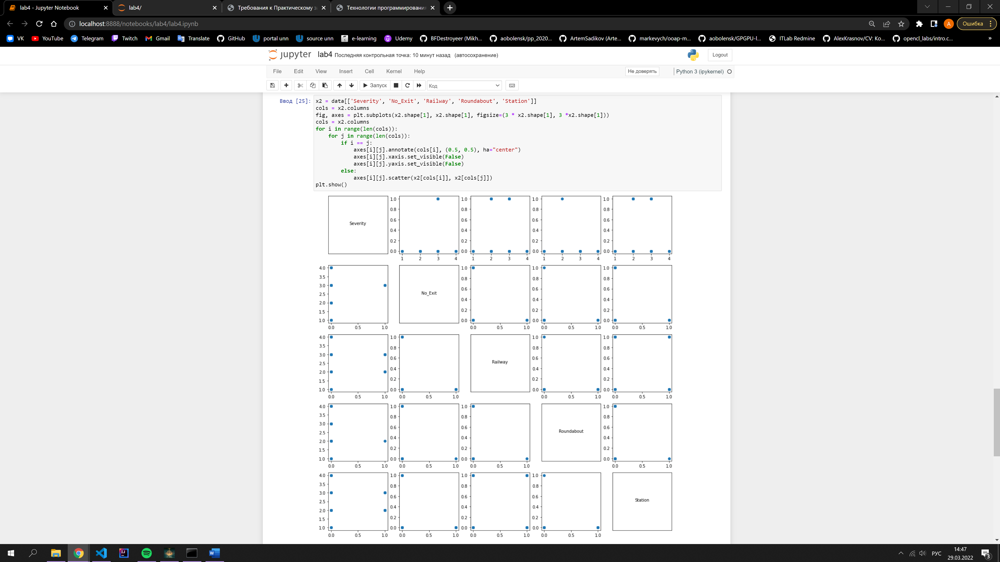 lab4 - Jupyter Notebook
lab4/
Требования к Практическому за
Технологии программирования
localhost:8888/notebooks/lab4/lab4.ipynb
A
Ошибка
VK YouTube Telegram Twitch Gmail Translate GitHub portal unn source unn e-learning Udemy BFDestroyeer (Mikh... aobolensk/pp_2020... ArtemSadikov (Arte... markevych/ooap-m... aobolensk/GPGPU-l... ITLab Redmine AlexKrasnov/CV: Ko... opencl_labs/intro.c... »
jupyter lab4 Последняя контрольная точка: 10 минут назад (автосохранение)
Logout
File Edit View Insert Cell Kernel Help
Не доверять Python 3 (ipykernel)
Запуск Код
Ввод [25]:
x2 = data[['Severity', 'No_Exit', 'Railway', 'Roundabout', 'Station']]
cols = x2.columns
fig, axes = plt.subplots(x2.shape[1], x2.shape[1], figsize=(3 * x2.shape[1], 3 *x2.shape[1]))
cols = x2.columns
for i in range(len(cols)):
    for j in range(len(cols)):
        if i == j:
            axes[i][j].annotate(cols[i], (0.5, 0.5), ha="center")
            axes[i][j].xaxis.set_visible(False)
            axes[i][j].yaxis.set_visible(False)
        else:
            axes[i][j].scatter(x2[cols[i]], x2[cols[j]])
plt.show()
1.0 1.0 1.0 1.0
0.8 0.8 0.8 0.8
Severity 0.6 0.6 0.6 0.6
0.4 0.4 0.4 0.4
0.2 0.2 0.2 0.2
0.0 0.0 0.0 0.0
1 2 3 4 1 2 3 4 1 2 3 4 1 2 3 4
4.0 1.0 1.0 1.0
3.5 0.8 0.8 0.8
3.0 0.6 0.6 0.6
2.5 No_Exit
2.0 0.4 0.4 0.4
1.5 0.2 0.2 0.2
1.0 0.0 0.0 0.0
0.0 0.5 1.0 0.0 0.5 1.0 0.0 0.5 1.0 0.0 0.5 1.0
4.0 1.0 1.0 1.0
3.5 0.8 0.8 0.8
3.0 0.6 0.6 0.6
2.5 Railway
2.0 0.4 0.4 0.4
1.5 0.2 0.2 0.2
1.0 0.0 0.0 0.0
0.0 0.5 1.0 0.0 0.5 1.0 0.0 0.5 1.0 0.0 0.5 1.0
4.0 1.0 1.0 1.0
3.5 0.8 0.8 0.8
3.0 0.6 0.6 0.6
2.5 Roundabout
2.0 0.4 0.4 0.4
1.5 0.2 0.2 0.2
1.0 0.0 0.0 0.0
0.0 0.5 1.0 0.0 0.5 1.0 0.0 0.5 1.0 0.0 0.5 1.0
4.0 1.0 1.0 1.0
3.5 0.8 0.8 0.8
3.0 0.6 0.6 0.6
2.5 Station
2.0 0.4 0.4 0.4
1.5 0.2 0.2 0.2
1.0 0.0 0.0 0.0
0.0 0.5 1.0 0.0 0.5 1.0 0.0 0.5 1.0 0.0 0.5 1.0
РУС
14:47
29.03.2022
3